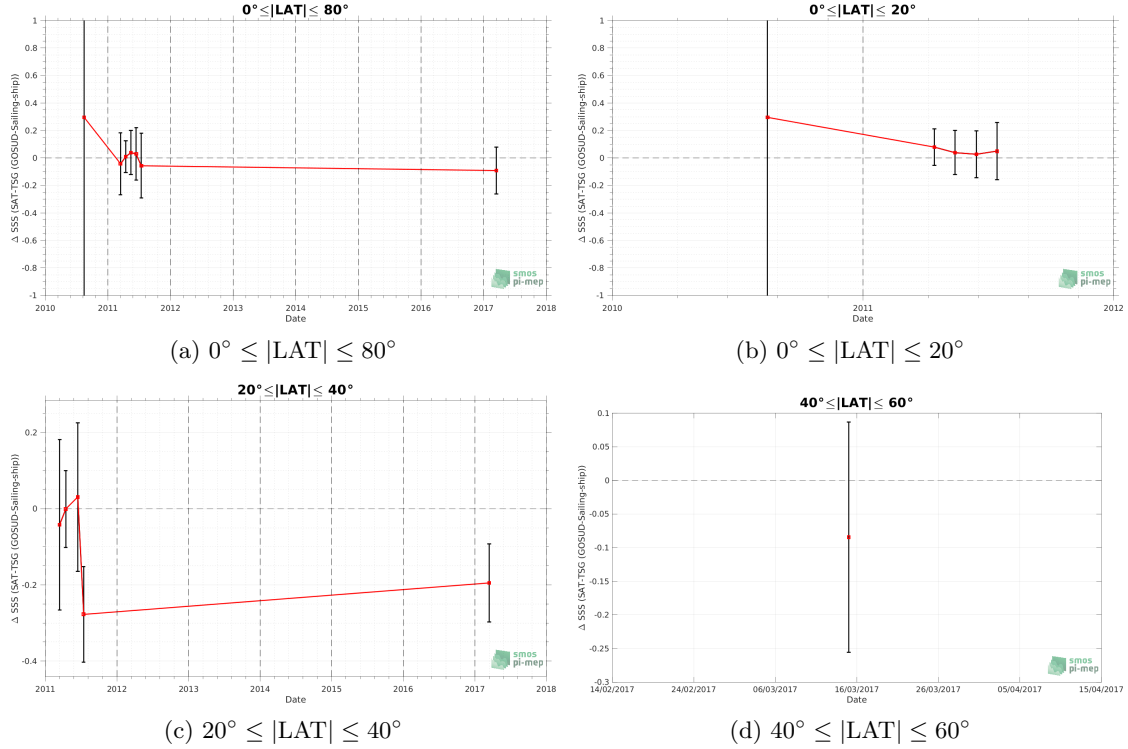 0°≤|LAT|≤ 80°
Δ SSS (SAT-TSG (GOSUD-Sailing-ship))
1
0.8
0.6
0.4
0.2
0
-0.2
-0.4
-0.6
-0.8
-1
2010 2011 2012 2013 2014 2015 2016 2017 2018
Date
smos
pi-mep
(a) 0° ≤ |LAT| ≤ 80°
0°≤|LAT|≤ 20°
Δ SSS (SAT-TSG (GOSUD-Sailing-ship))
1
0.8
0.6
0.4
0.2
0
-0.2
-0.4
-0.6
-0.8
-1
2010 2011 2012
Date
smos
pi-mep
(b) 0° ≤ |LAT| ≤ 20°
20°≤|LAT|≤ 40°
Δ SSS (SAT-TSG (GOSUD-Sailing-ship))
0.2
0
-0.2
-0.4
2011 2012 2013 2014 2015 2016 2017 2018
Date
smos
pi-mep
(c) 20° ≤ |LAT| ≤ 40°
40°≤|LAT|≤ 60°
Δ SSS (SAT-TSG (GOSUD-Sailing-ship))
0.1
0.05
0
-0.05
-0.1
-0.15
-0.2
-0.25
-0.3
14/02/2017 24/02/2017 06/03/2017 16/03/2017 26/03/2017 05/04/2017 15/04/2017
Date
smos
pi-mep
(d) 40° ≤ |LAT| ≤ 60°